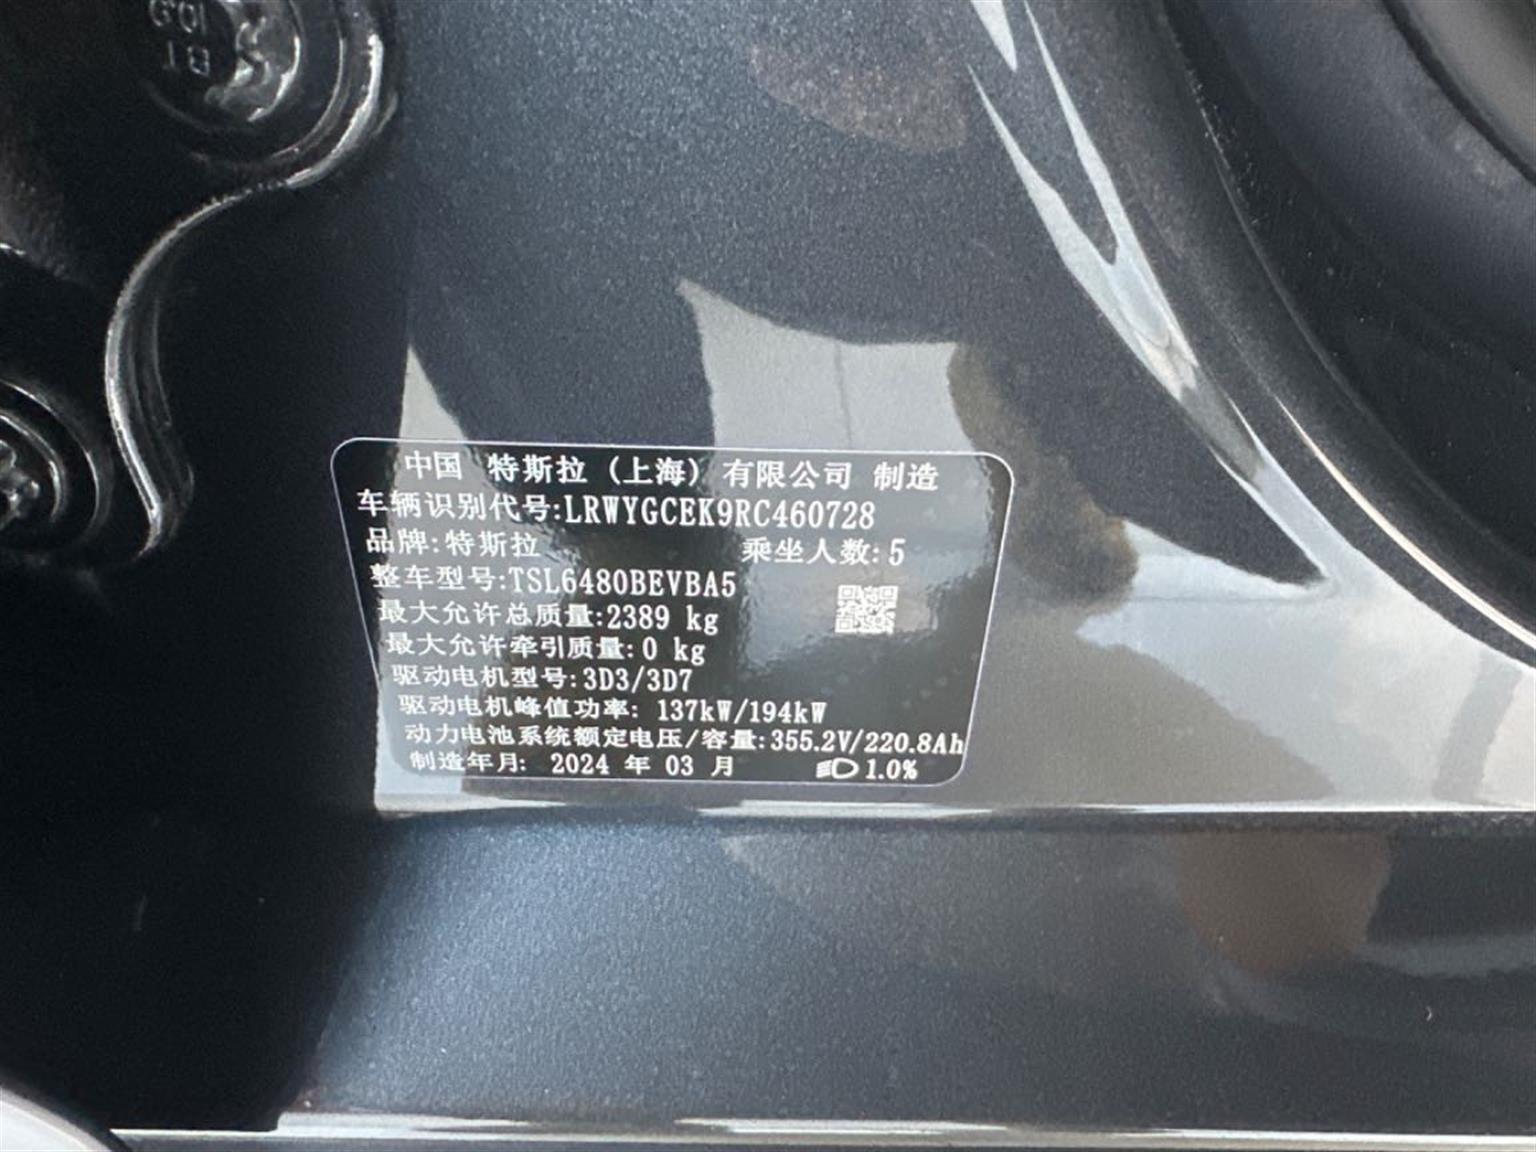 中国 特斯拉 (上海) 有限公司 制造
车辆识别代号:LRWYGCEK9RC460728
品牌:特斯拉 乘坐人数:5
整车型号:TSL6480BEVBA5
最大允许总质量:2389 kg
最大允许牵引质量:0 kg
驱动电机型号:3D3/3D7
驱动电机峰值功率: 137kW/194kW
动力电池系统额定电压/容量:355.2V/220.8Ah
制造年月: 2024 年 03 月 1.0%